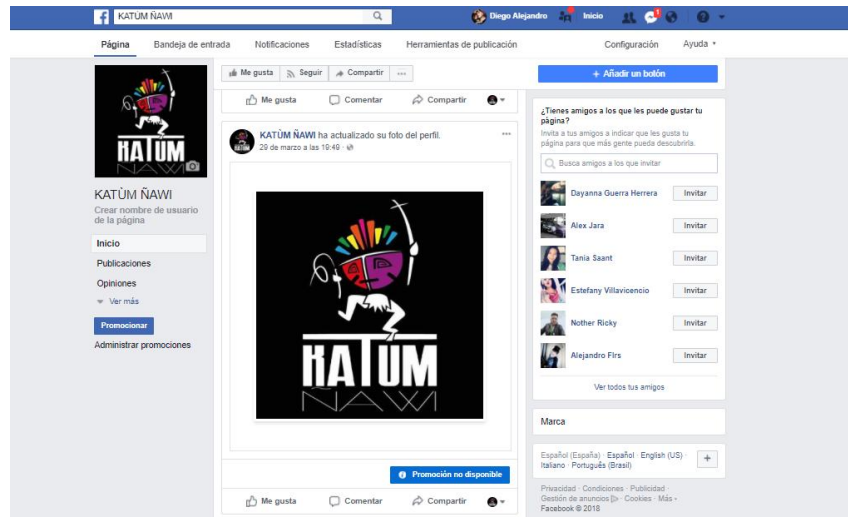 KATÙM ÑAWI
Diego Alejandro
Inicio
Página Bandeja de entrada Notificaciones Estadísticas Herramientas de publicación Configuración Ayuda
KATUM
ÑAWI
KATÙM ÑAWI
Crear nombre de usuario
de la página
Inicio
Publicaciones
Opiniones
Ver más
Promocionar
Administrar promociones
Me gusta Seguir Compartir ...
Me gusta Comentar Compartir
KATÙM ÑAWI ha actualizado su foto del perfil.
29 de marzo a las 19:49 ·
KATUM
ÑAWI
Promoción no disponible
Me gusta Comentar Compartir
+ Añadir un botón
¿Tienes amigos a los que les puede gustar tu
página?
Invita a tus amigos a indicar que les gusta tu
página para que más gente pueda descubrirla.
Busca amigos a los que invitar
Dayanna Guerra Herrera Invitar
Alex Jara Invitar
Tania Saant Invitar
Estefany Villavicencio Invitar
Nother Ricky Invitar
Alejandro Flrs Invitar
Ver todos tus amigos
Marca
Español (España) · Español · English (US) ·
Italiano · Português (Brasil)
+
Privacidad · Condiciones · Publicidad ·
Gestión de anuncios · Cookies · Más
Facebook © 2018